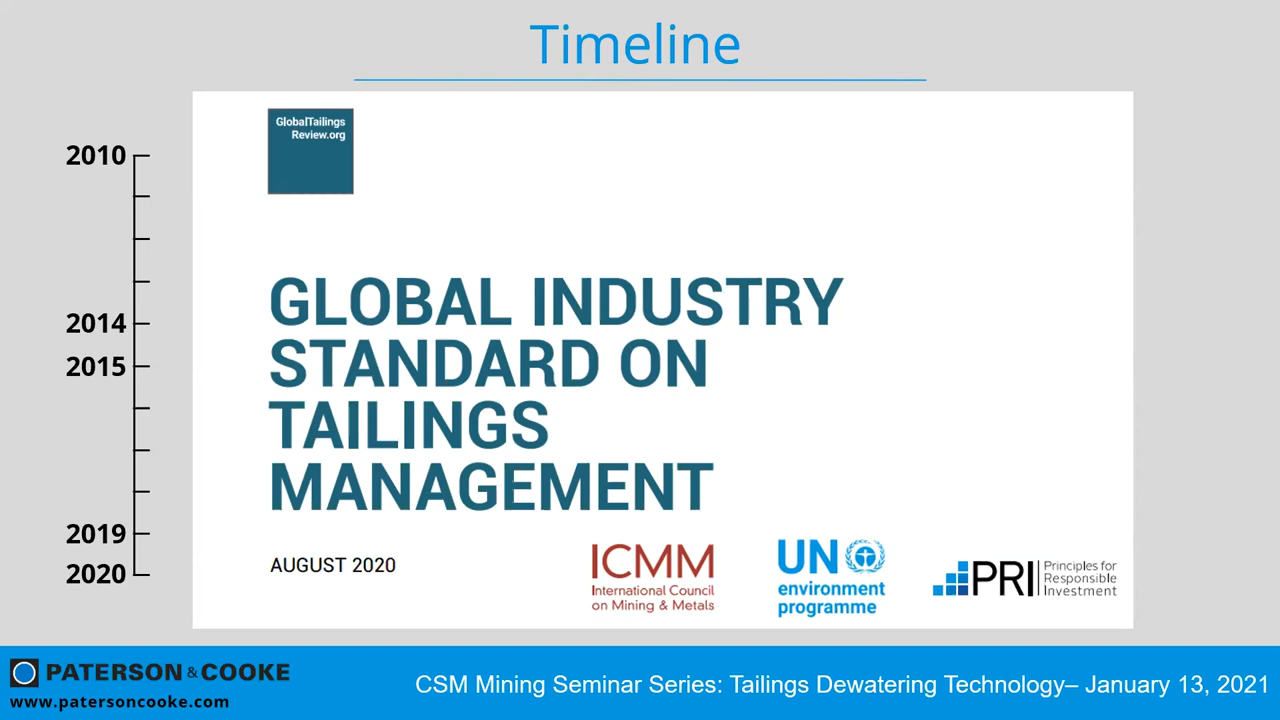 Timeline
2010
2014
2015
2019
2020
GlobalTailings
Review.org
GLOBAL INDUSTRY
STANDARD ON
TAILINGS
MANAGEMENT
AUGUST 2020
ICMM
International Council
on Mining & Metals
UN
environment
programme
PRI
Principles for
Responsible
Investment
PATERSON & COOKE
www.patersoncooke.com
CSM Mining Seminar Series: Tailings Dewatering Technology– January 13, 2021